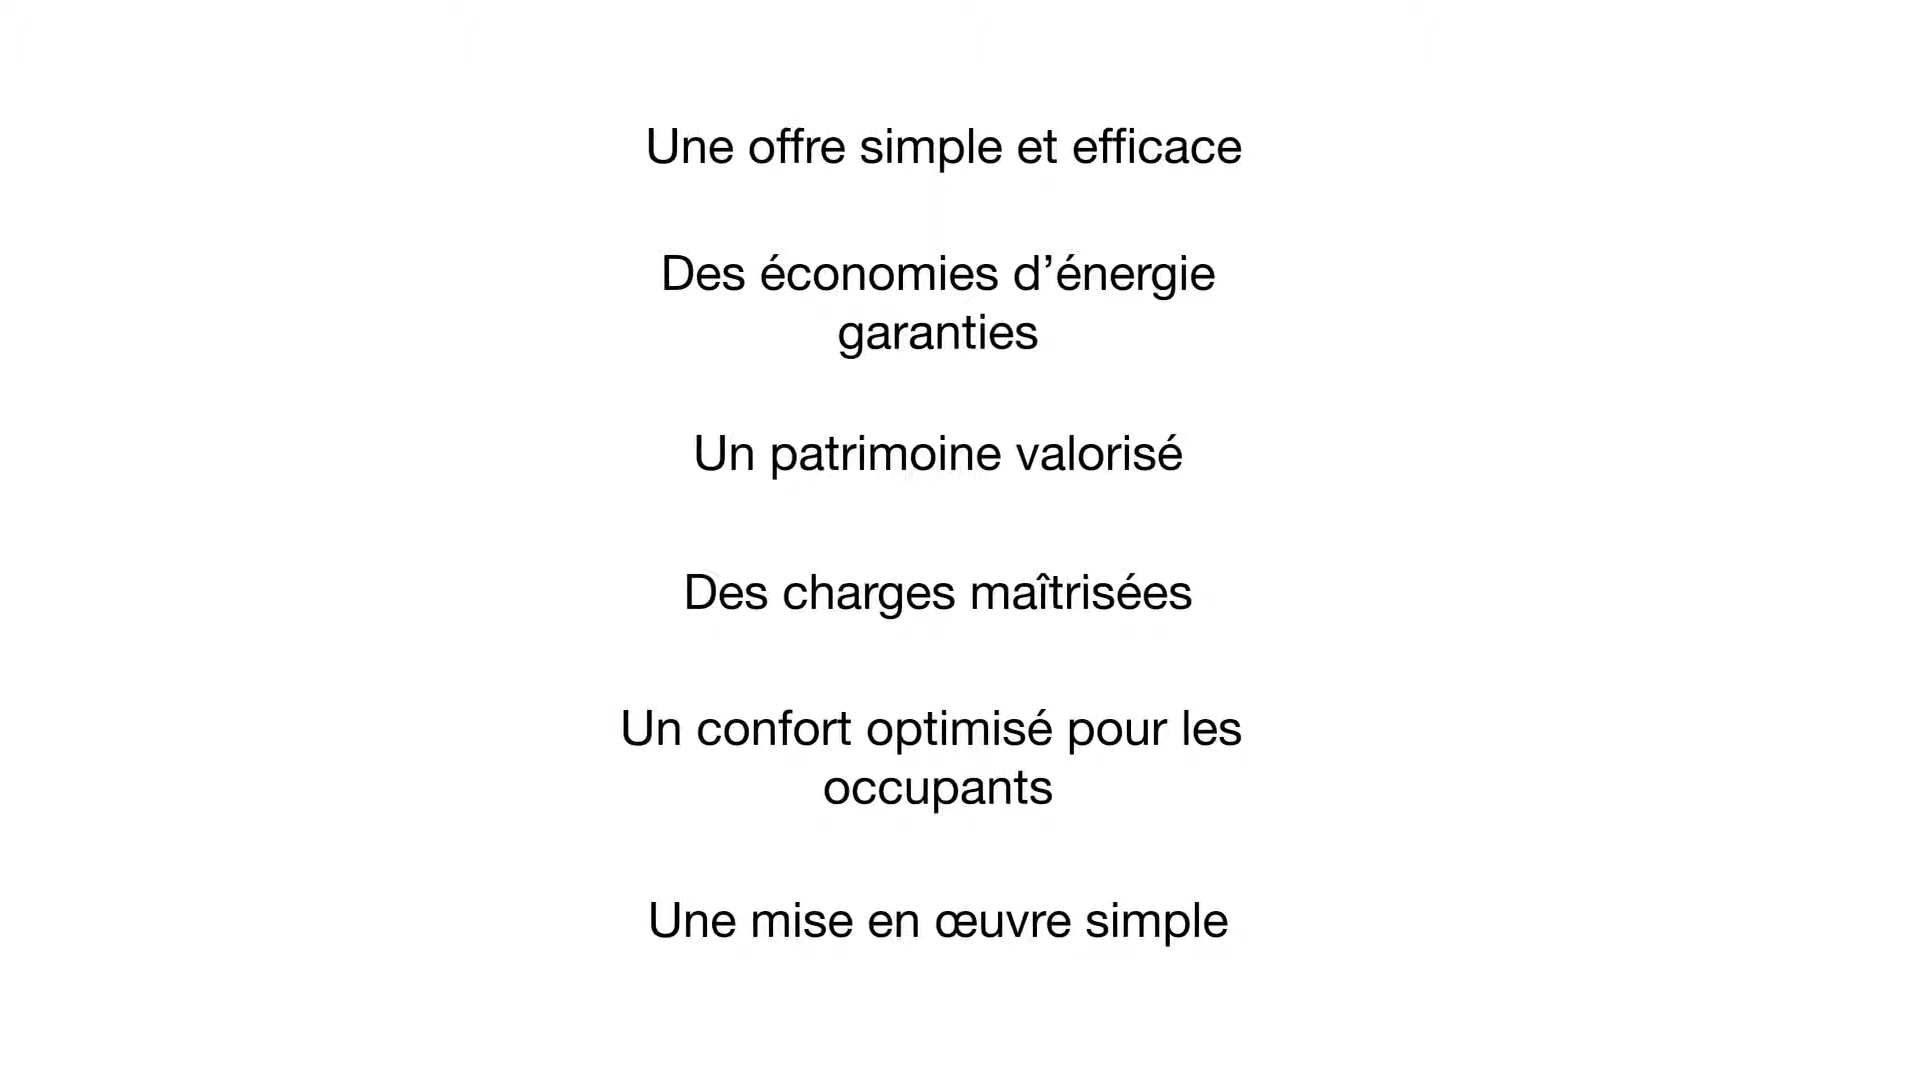 Une offre simple et efficace
Des économies d’énergie
garanties
Un patrimoine valorisé
Des charges maîtrisées
Un confort optimisé pour les
occupants
Une mise en œuvre simple